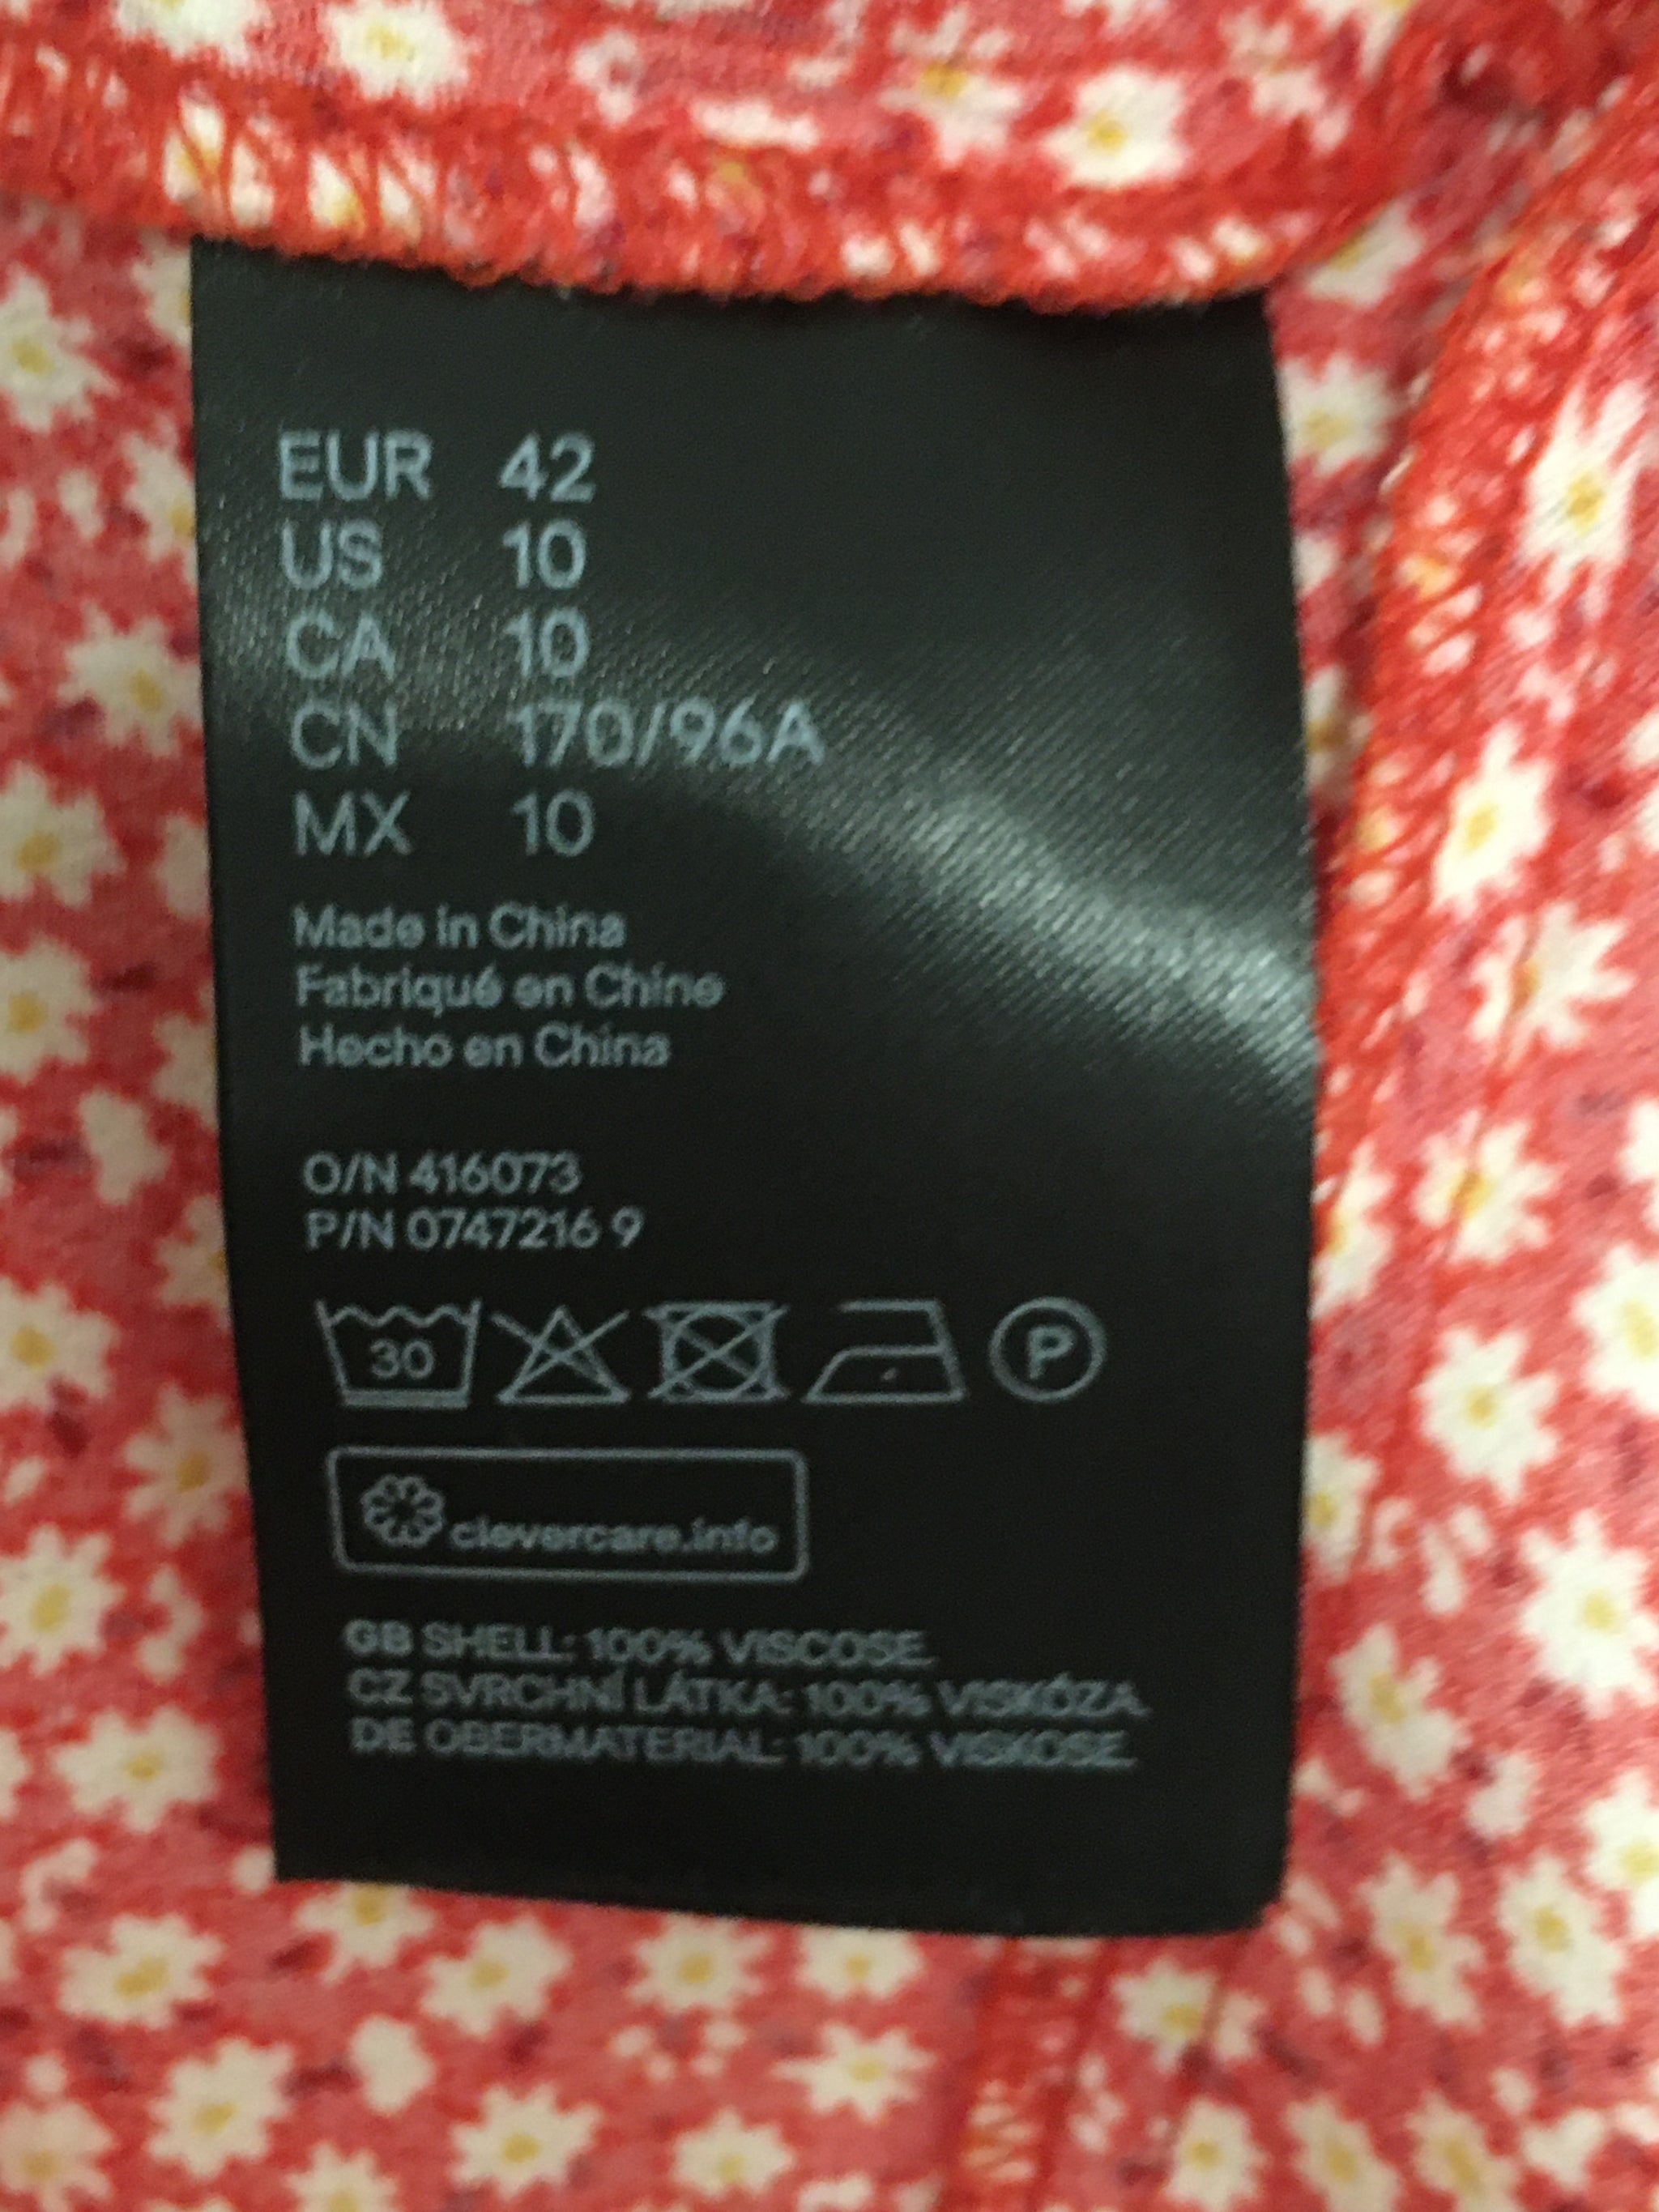 EUR 42
US 10
CA 10
CN 170/96A
MX 10
Made in China
Fabriqué en Chine
Hecho en China
O/N 416073
P/N 0747216 9
30 P
clevercare.info
GB SHELL: 100% VISCOSE.
CZ SVRCHNÍ LÁTKA: 100% VISKÓZA.
DE OBERMATERIAL: 100% VISKOSE.